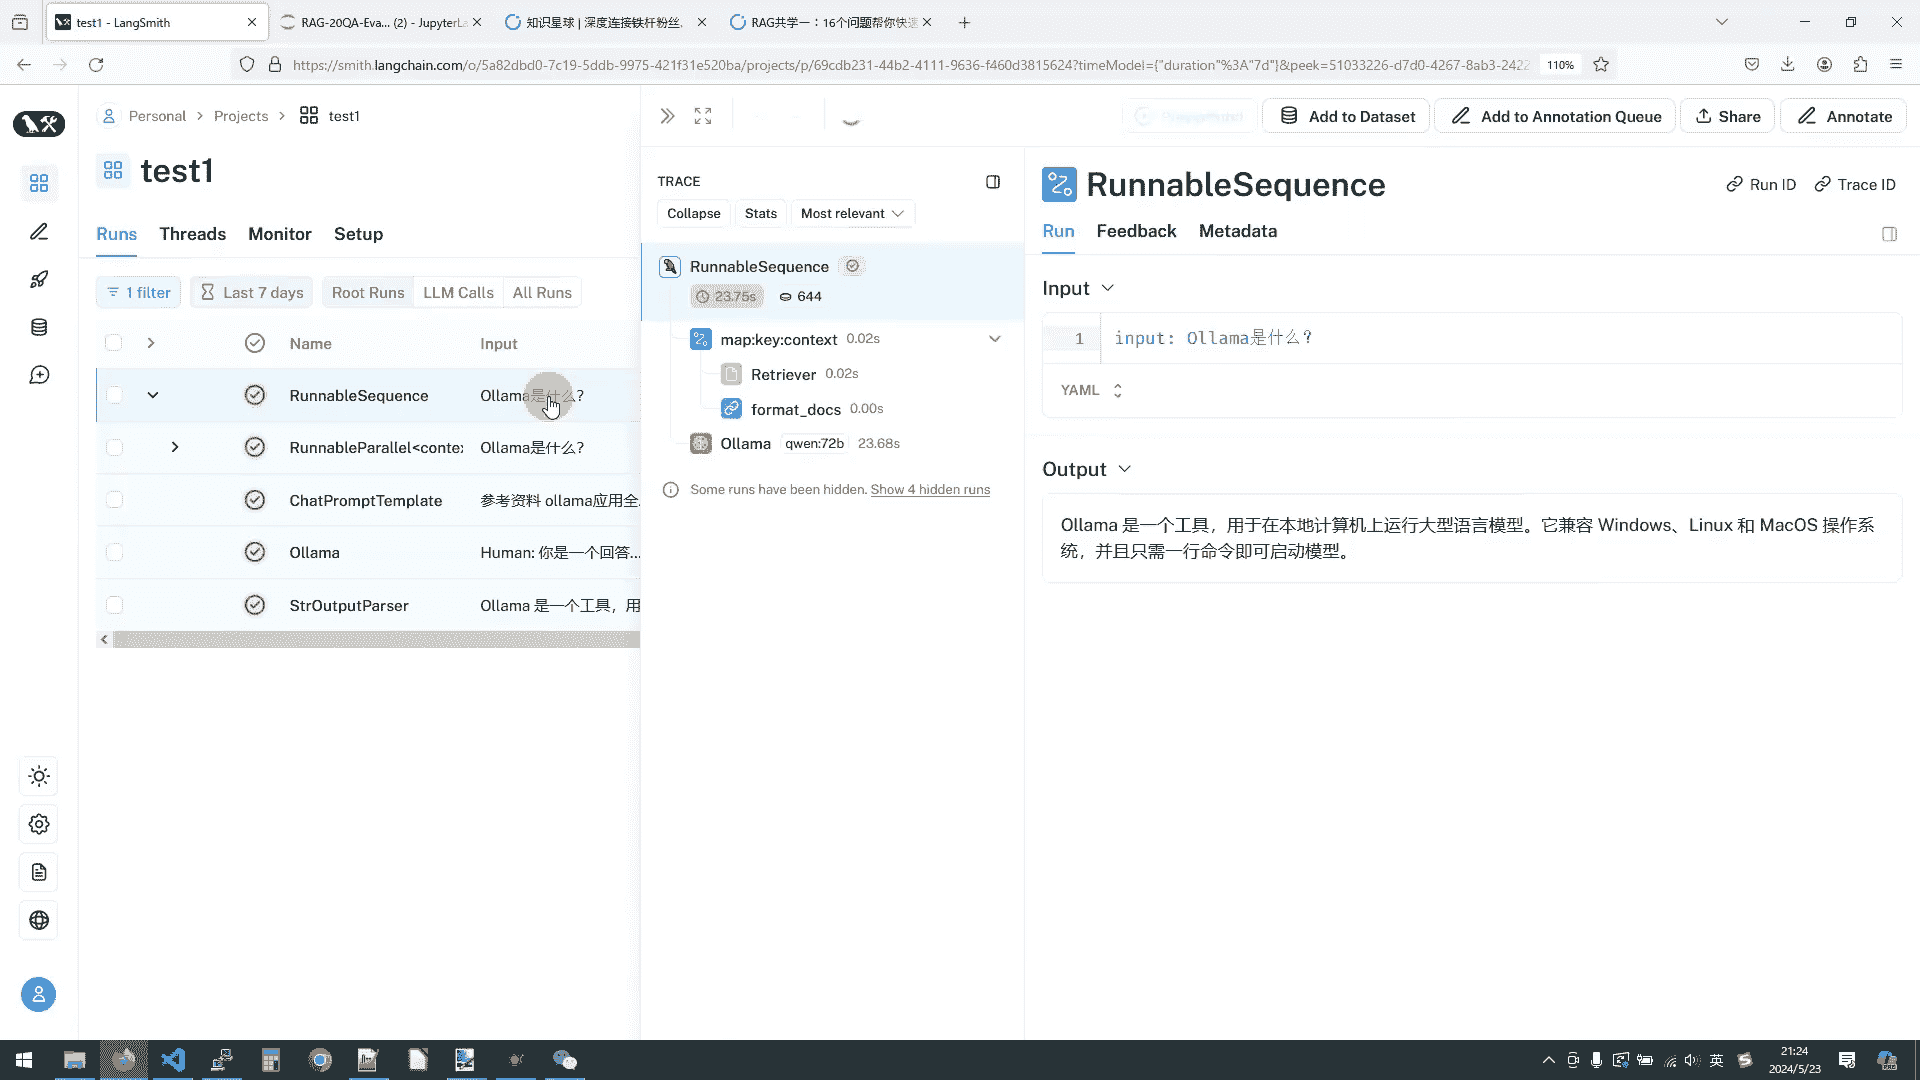 test1 - LangSmith
RAG-20QA-Eva... (2) - JupyterLa
知识星球 | 深度连接铁杆粉丝,
RAG共学一：16个问题帮你快速
https://smith.langchain.com/o/5a82dbd0-7c19-5ddb-9975-421f31e520ba/projects/p/69cdb231-44b2-4111-9636-f460d3815624?timeModel={"duration"%3A"7d"}&peek=51033226-d7d0-4267-8ab3-2422
110%
Personal > Projects > test1
Add to Dataset
Add to Annotation Queue
Share
Annotate
test1
Runs Threads Monitor Setup
1 filter
Last 7 days
Root Runs
LLM Calls
All Runs
Name Input
RunnableSequence Ollama是什么?
RunnableParallel<conte Ollama是什么?
ChatPromptTemplate 参考资料 ollama应用全
Ollama Human: 你是一个回答...
StrOutputParser Ollama 是一个工具，用
TRACE
Collapse
Stats
Most relevant
RunnableSequence
23.75s 644
map:key:context 0.02s
Retriever 0.02s
format_docs 0.00s
Ollama qwen:72b 23.68s
Some runs have been hidden. Show 4 hidden runs
RunnableSequence
Run ID
Trace ID
Run Feedback Metadata
Input
1 input: Ollama是什么?
YAML
Output
Ollama 是一个工具，用于在本地计算机上运行大型语言模型。它兼容 Windows、Linux 和 MacOS 操作系
统，并且只需一行命令即可启动模型。
英
21:24
2024/5/23